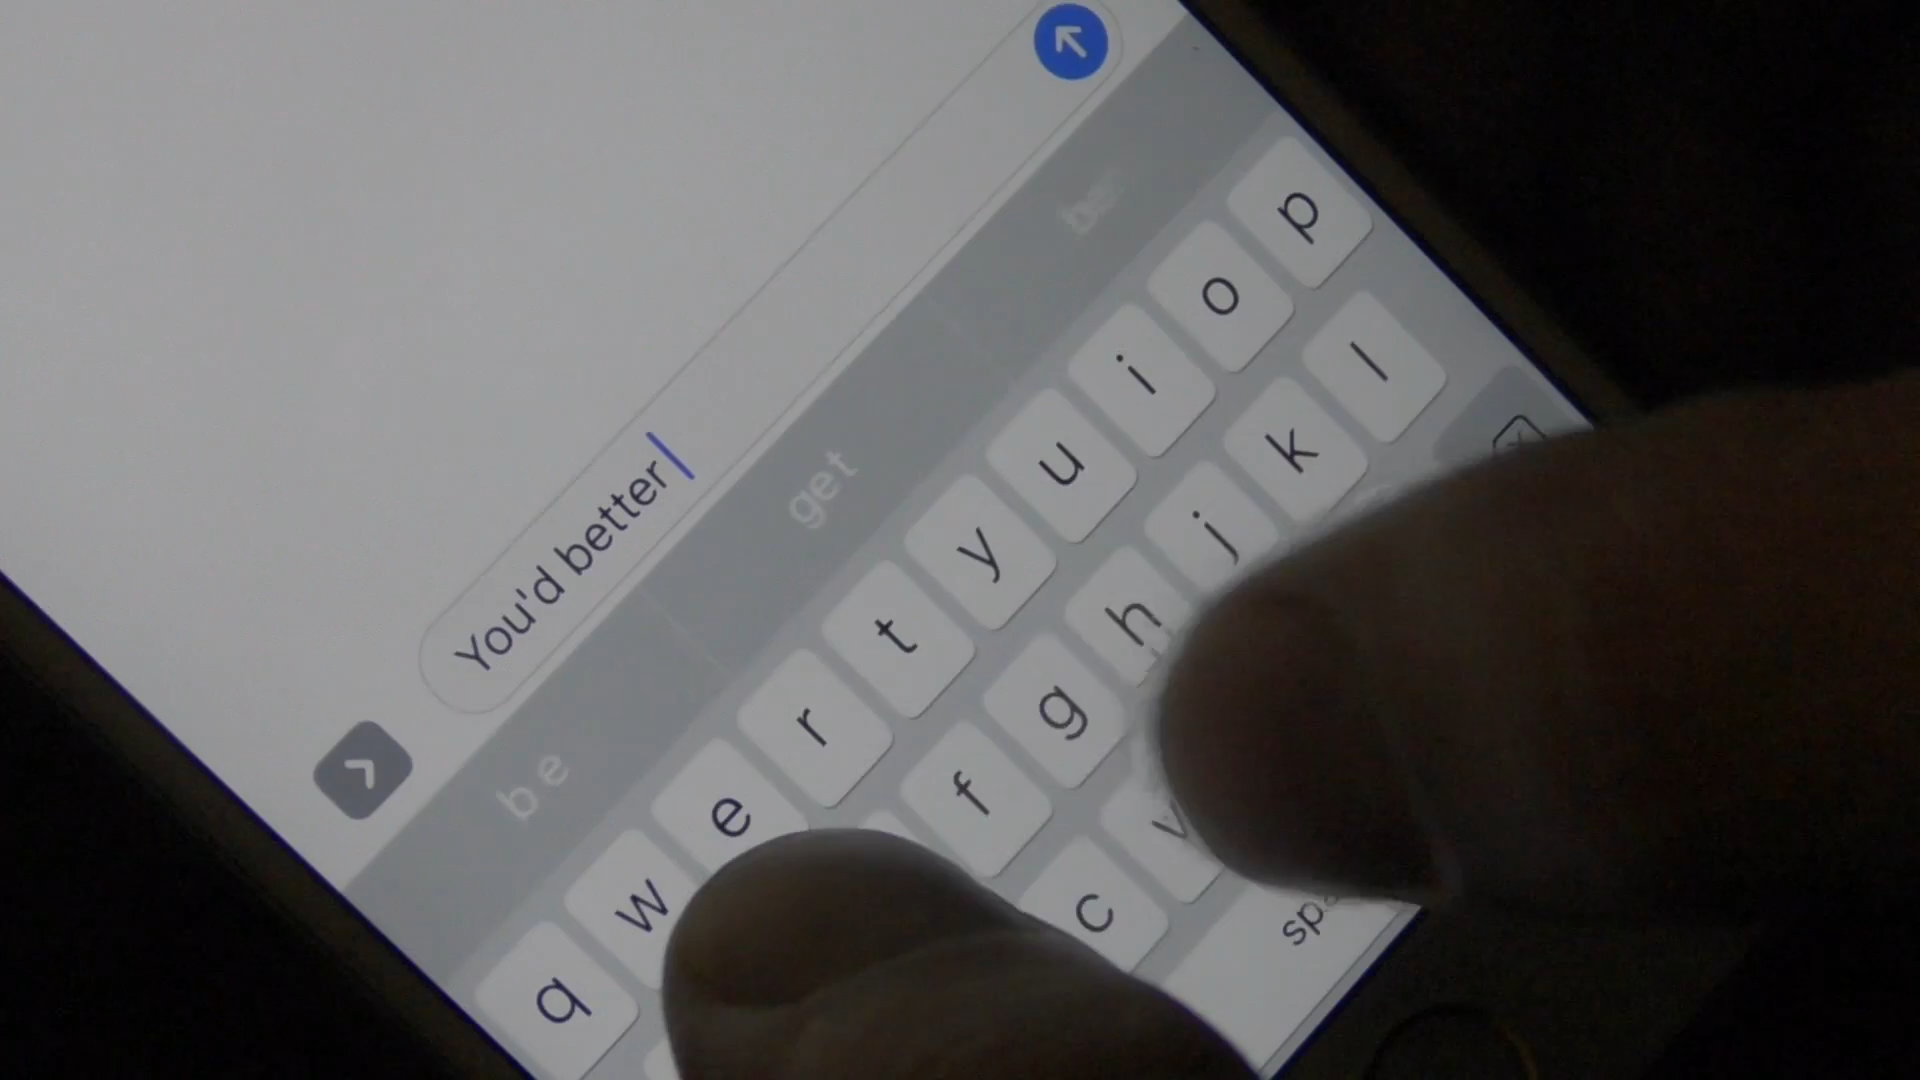 You'd better
be get be
q w e r t y u i o p
f g h j k l
c v